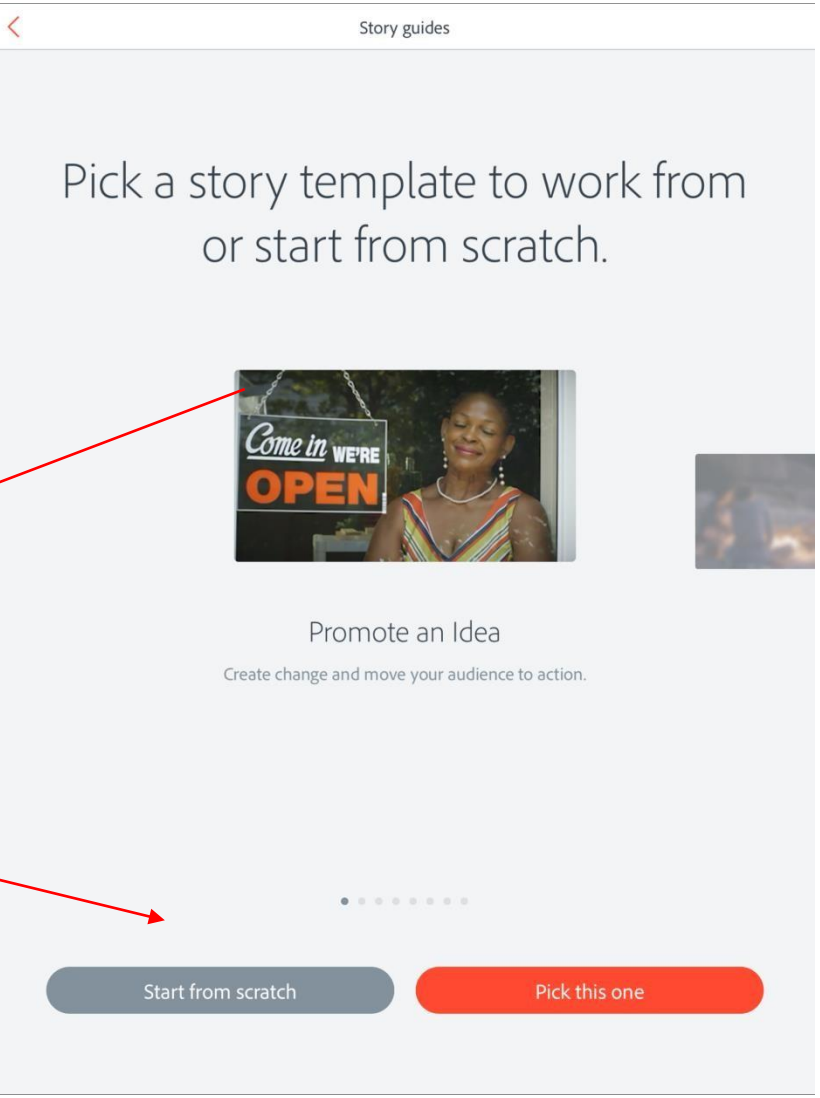 Story guides
Pick a story template to work from
or start from scratch.
Come in WE'RE
OPEN
Promote an Idea
Create change and move your audience to action.
Start from scratch
Pick this one